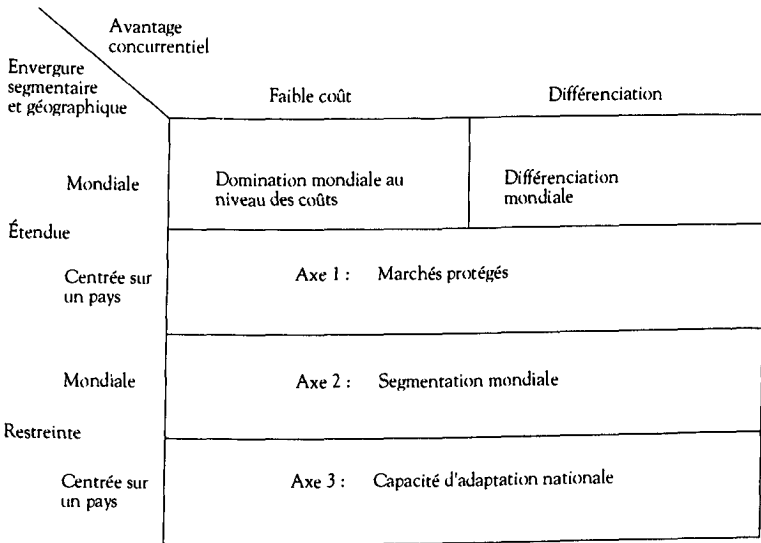 Avantage
concurrentiel
Envergure
segmentaire
et géographique
Faible coût
Différenciation
Mondiale
Domination mondiale au
niveau des coûts
Différenciation
mondiale
Étendue
Centrée sur
un pays
Axe 1 : Marchés protégés
Mondiale
Axe 2 : Segmentation mondiale
Restreinte
Centrée sur
un pays
Axe 3 : Capacité d'adaptation nationale